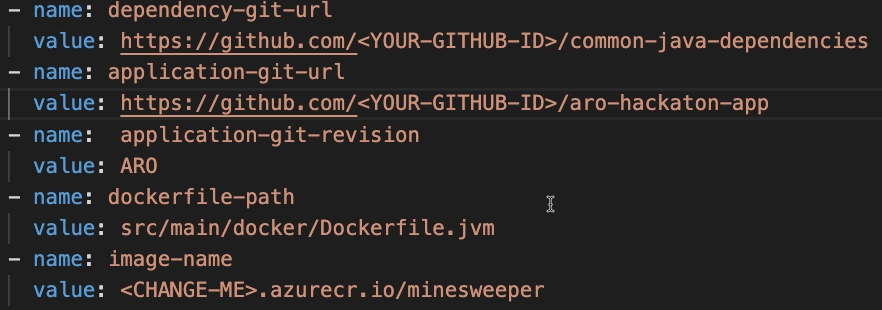 - name: dependency-git-url
  value: https://github.com/<YOUR-GITHUB-ID>/common-java-dependencies
- name: application-git-url
  value: https://github.com/<YOUR-GITHUB-ID>/aro-hackaton-app
- name:  application-git-revision
  value: ARO
- name: dockerfile-path
  value: src/main/docker/Dockerfile.jvm
- name: image-name
  value: <CHANGE-ME>.azurecr.io/minesweeper